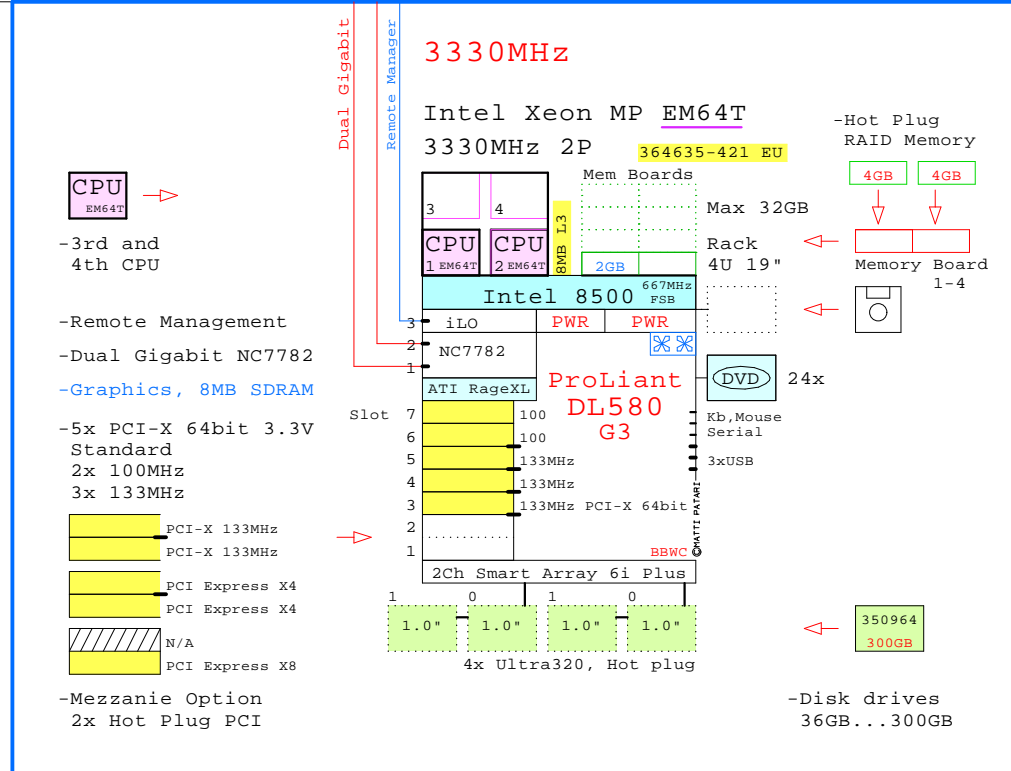 Dual Gigabit
Remote Manager
3330MHz
Intel Xeon MP EM64T
3330MHz 2P
364635-421 EU
-Hot Plug
RAID Memory
4GB
4GB
Mem Boards
Max 32GB
Rack
4U 19"
Memory Board
1-4
CPU
EM64T
-3rd and
4th CPU
3
4
CPU
1 EM64T
CPU
2 EM64T
8MB L3
2GB
Intel 8500
667MHz
FSB
-Remote Management
3
iLO
PWR
PWR
-Dual Gigabit NC7782
2
NC7782
1
-Graphics, 8MB SDRAM
ATI RageXL
ProLiant
DL580
G3
DVD
24x
Slot
7
100
6
100
5
133MHz
4
133MHz
3
133MHz PCI-X 64bit
2
1
Kb,Mouse
Serial
3xUSB
©MATTI PATARI
BBWC
-5x PCI-X 64bit 3.3V
Standard
2x 100MHz
3x 133MHz
PCI-X 133MHz
PCI-X 133MHz
PCI Express X4
PCI Express X4
N/A
PCI Express X8
-Mezzanie Option
2x Hot Plug PCI
2Ch Smart Array 6i Plus
1
0
1
0
1.0"
1.0"
1.0"
1.0"
4x Ultra320, Hot plug
350964
300GB
-Disk drives
36GB...300GB